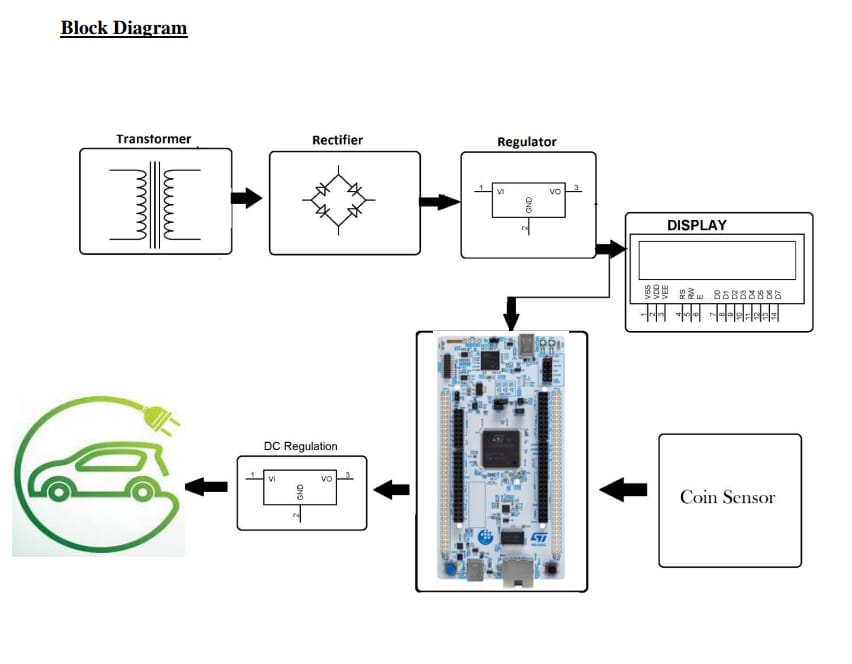 Block Diagram
Transformer
Rectifier
Regulator
1
VI
VO
3
GND
2
DISPLAY
VSS
VDD
VEE
RS
RW
E
D0
D1
D2
D3
D4
D5
D6
D7
1
2
3
4
5
6
7
8
9
10
11
12
13
14
DC Regulation
1
VI
VO
3
GND
2
Coin Sensor
ST